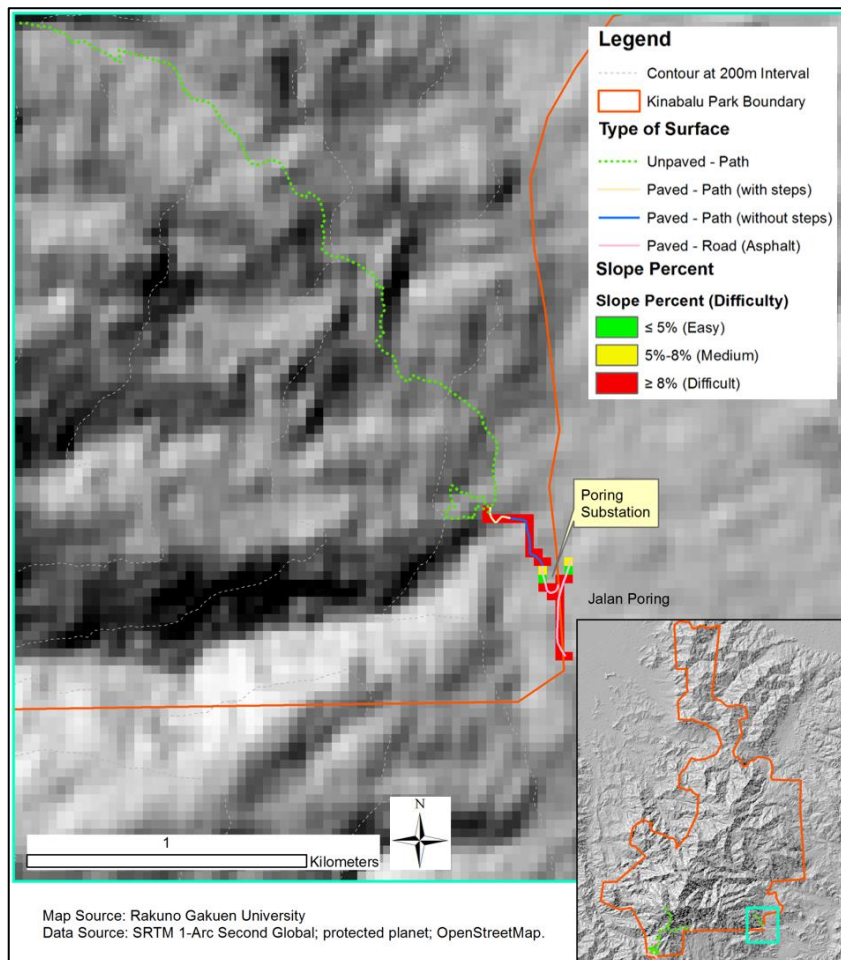 Legend
Contour at 200m Interval
Kinabalu Park Boundary
Type of Surface
Unpaved - Path
Paved - Path (with steps)
Paved - Path (without steps)
Paved - Road (Asphalt)
Slope Percent
Slope Percent (Difficulty)
≤ 5% (Easy)
5%-8% (Medium)
≥ 8% (Difficult)
Poring
Substation
Jalan Poring
N
1
Kilometers
Map Source: Rakuno Gakuen University
Data Source: SRTM 1-Arc Second Global; protected planet; OpenStreetMap.